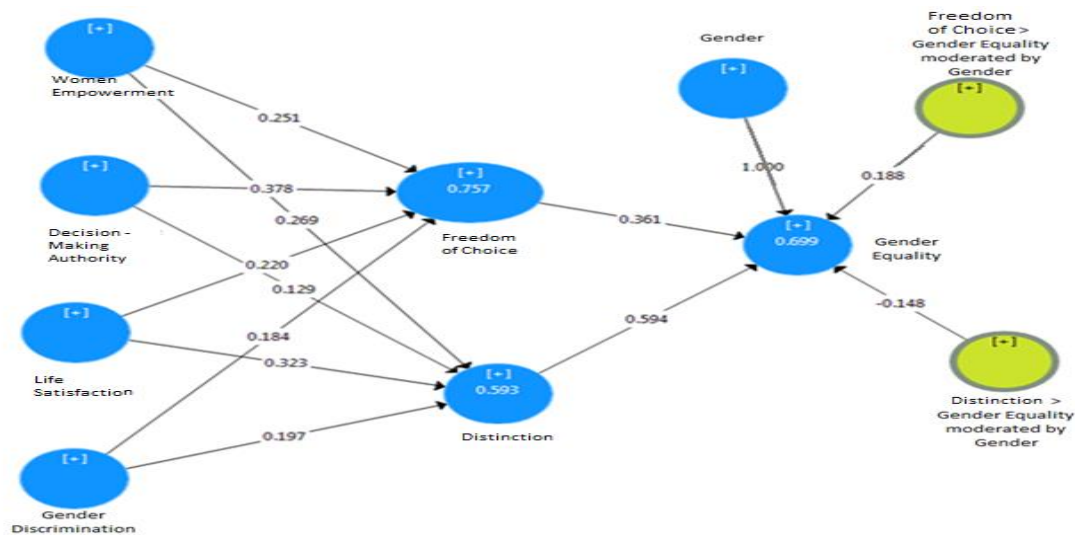 [+]
Women
Empowerment
[+]
Decision -
Making
Authority
[+]
Life
Satisfaction
[+]
Gender
Discrimination
0.251
0.378
0.269
0.220
0.129
0.184
0.323
0.197
[+]
0.757
Freedom
of Choice
[+]
0.593
Distinction
0.361
0.594
Gender
[+]
1.000
[+]
0.699
Gender
Equality
Freedom
of Choice >
Gender Equality
moderated by
Gender
[+]
0.188
-0.148
[+]
Distinction >
Gender Equality
moderated by
Gender